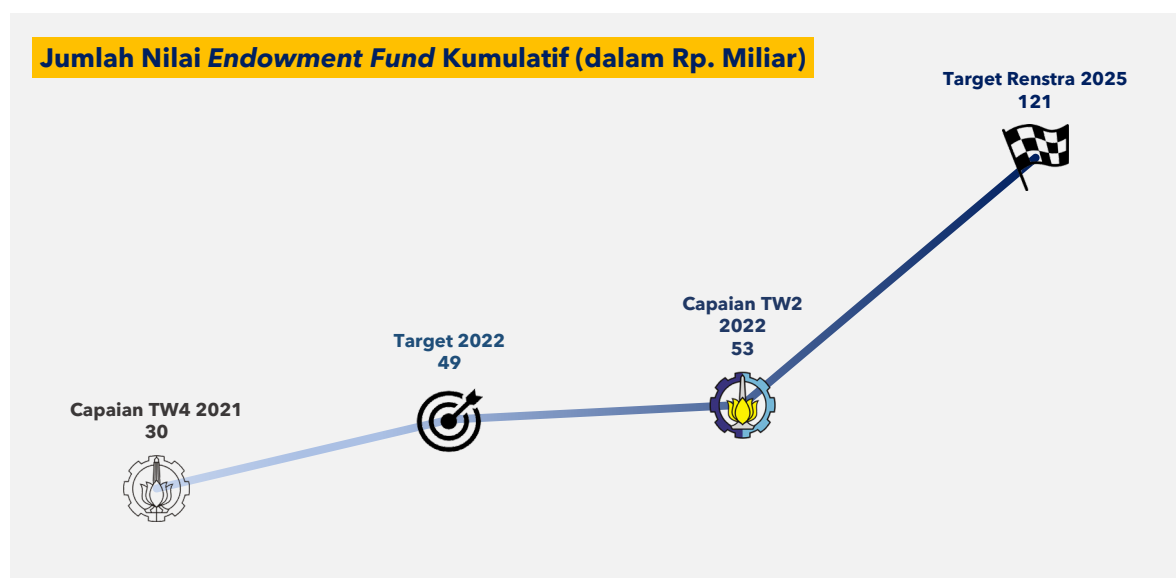 Jumlah Nilai Endowment Fund Kumulatif (dalam Rp. Miliar)
Target Renstra 2025
121
Capaian TW2
2022
53
Target 2022
49
Capaian TW4 2021
30